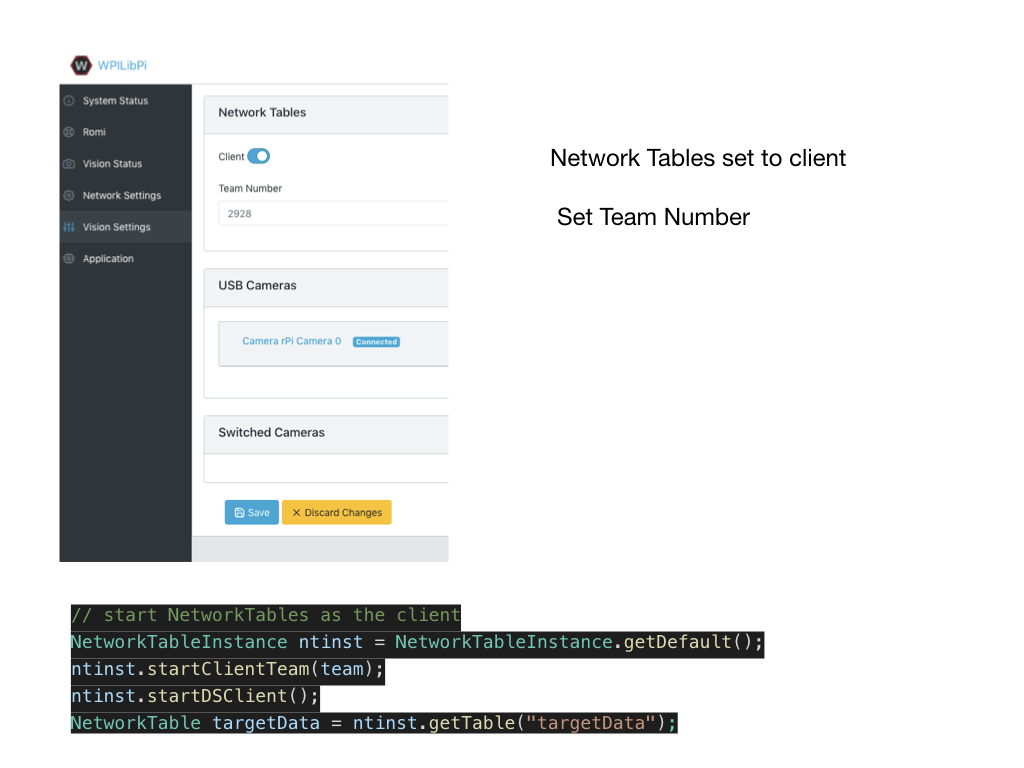 WPILibPi
System Status
Romi
Vision Status
Network Settings
Vision Settings
Application
Network Tables
Client
Team Number
2928
USB Cameras
Camera rPi Camera 0 Connected
Switched Cameras
Save Discard Changes
Network Tables set to client
Set Team Number
// start NetworkTables as the client
NetworkTableInstance ntinst = NetworkTableInstance.getDefault();
ntinst.startClientTeam(team);
ntinst.startDSClient();
NetworkTable targetData = ntinst.getTable("targetData");